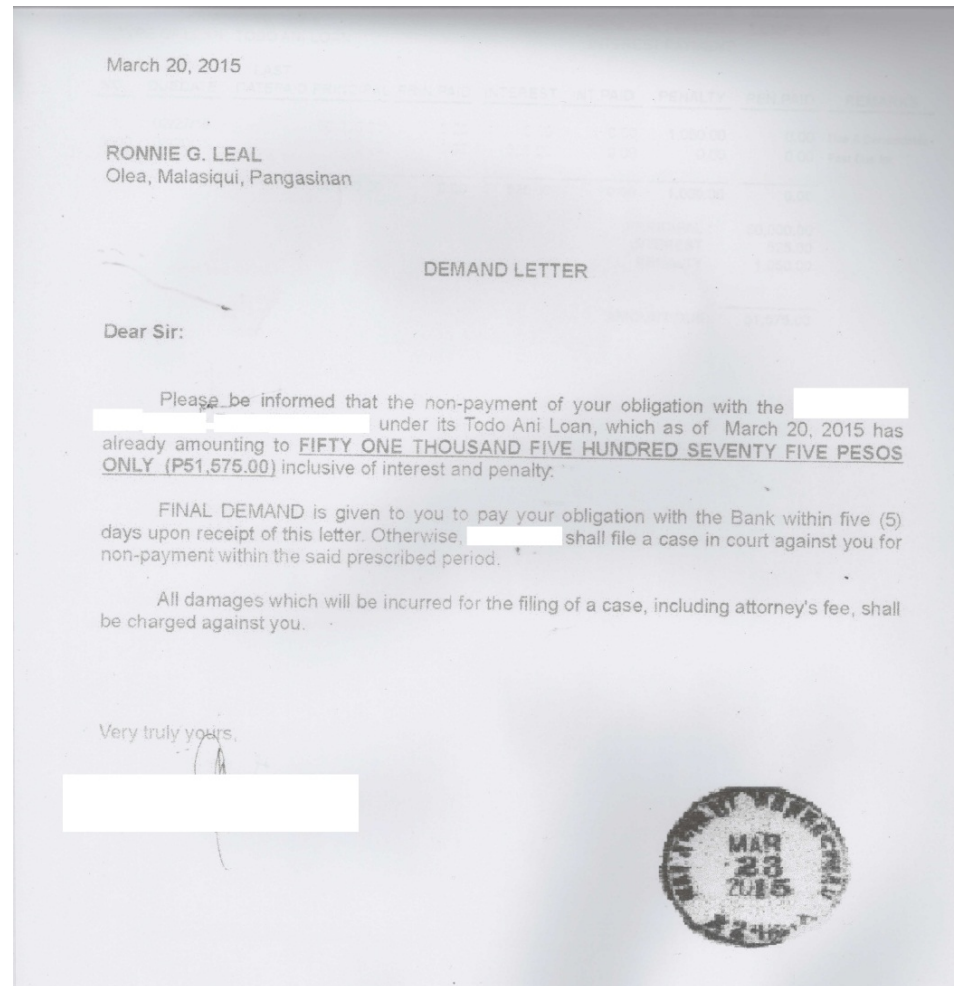 March 20, 2015
RONNIE G. LEAL
Olea, Malasiqui, Pangasinan
DEMAND LETTER
Dear Sir:
Please be informed that the non-payment of your obligation with the
under its Todo Ani Loan, which as of March 20, 2015 has
already amounting to FIFTY ONE THOUSAND FIVE HUNDRED SEVENTY FIVE PESOS
ONLY (P51,575.00) inclusive of interest and penalty.
FINAL DEMAND is given to you to pay your obligation with the Bank within five (5)
days upon receipt of this letter. Otherwise, shall file a case in court against you for
non-payment within the said prescribed period.
All damages which will be incurred for the filing of a case, including attorney's fee, shall
be charged against you.
Very truly yours,
MAR
23
2015